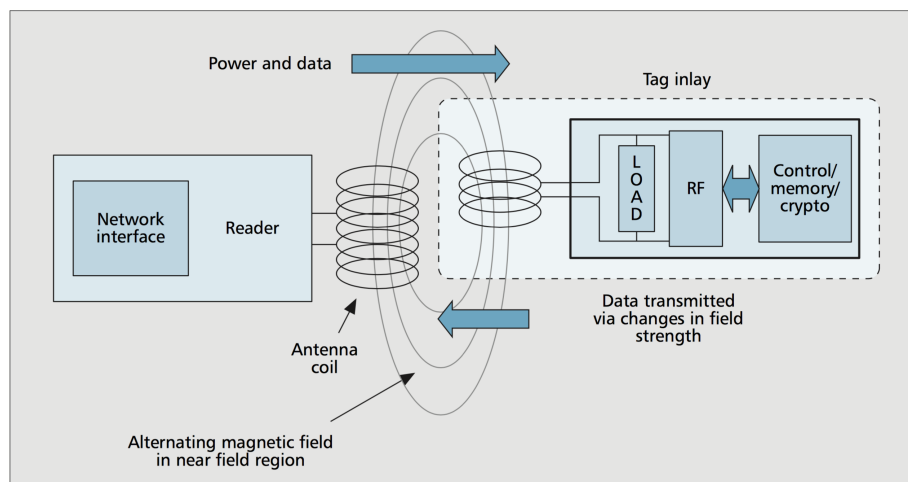 Power and data
Tag inlay
Network
interface
Reader
LOAD
RF
Control/
memory/
crypto
Antenna
coil
Data transmitted
via changes in field
strength
Alternating magnetic field
in near field region